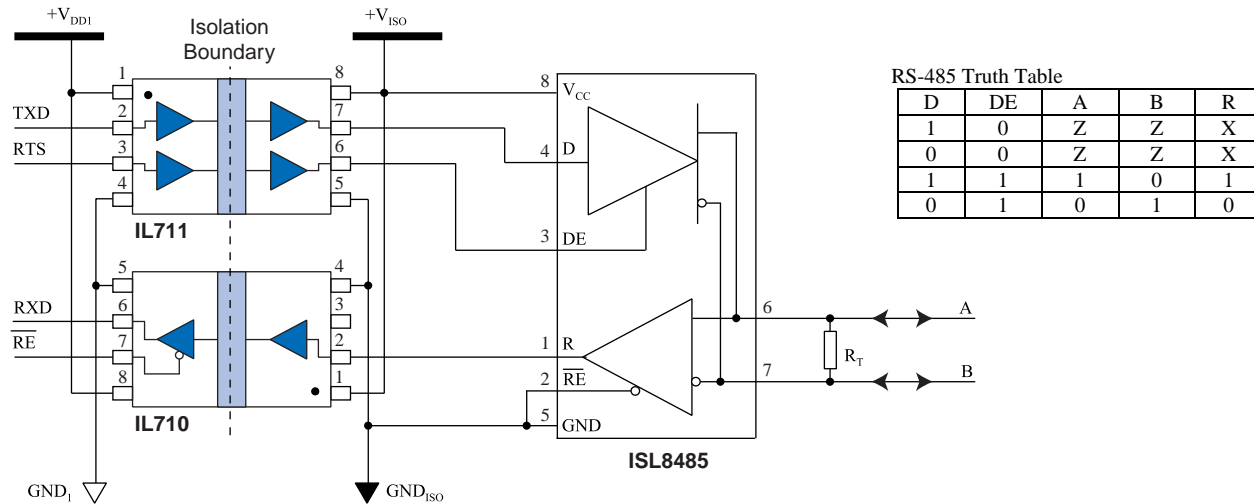 +VDD1
+VISO
Isolation
Boundary
1
8
TXD
2
7
RTS
3
6
4
5
IL711
5
4
RXD
6
3
RE
7
2
8
1
IL710
GND1
GNDISO
8
VCC
4
D
3
DE
1
R
2
RE
5
GND
6
7
RT
A
B
ISL8485
RS-485 Truth Table
D DE A B R
1 0 Z Z X
0 0 Z Z X
1 1 1 0 1
0 1 0 1 0